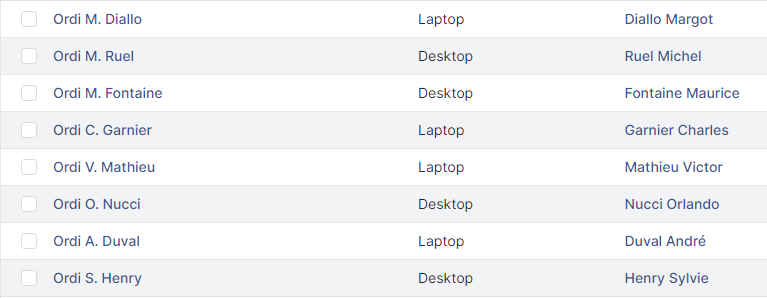 Ordi M. Diallo Laptop Diallo Margot
Ordi M. Ruel Desktop Ruel Michel
Ordi M. Fontaine Desktop Fontaine Maurice
Ordi C. Garnier Laptop Garnier Charles
Ordi V. Mathieu Laptop Mathieu Victor
Ordi O. Nucci Desktop Nucci Orlando
Ordi A. Duval Laptop Duval André
Ordi S. Henry Desktop Henry Sylvie